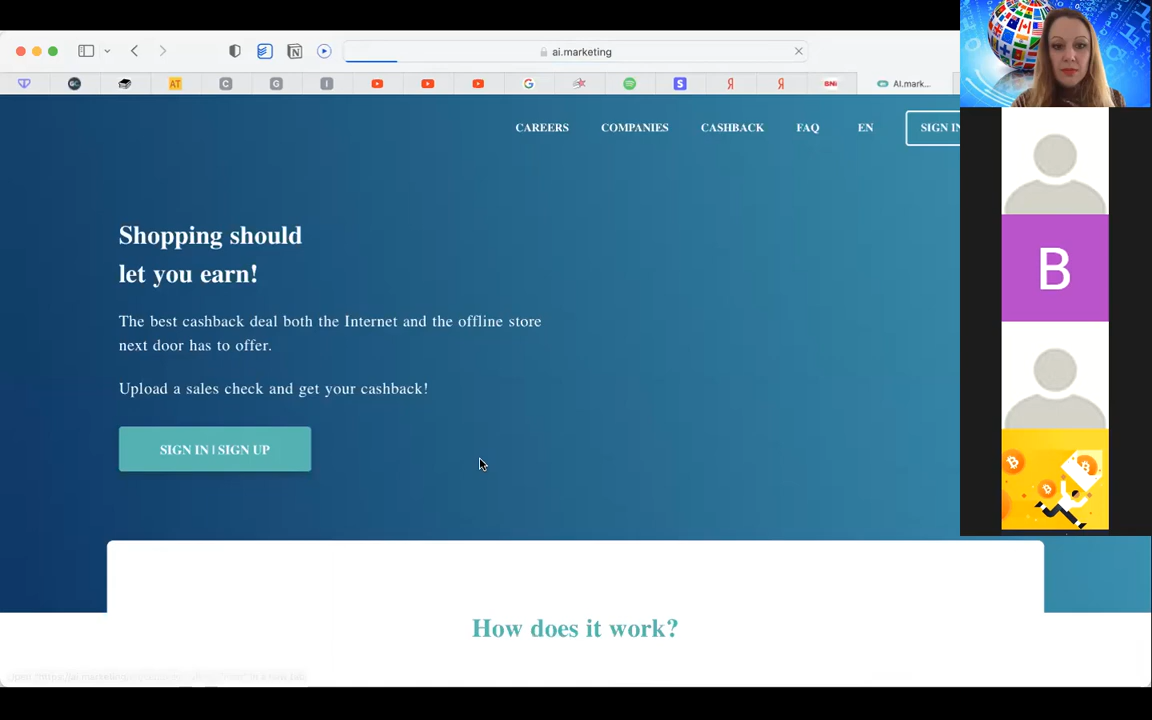 ai.marketing
AI.mark...
CAREERS COMPANIES CASHBACK FAQ EN SIGN IN
Shopping should
let you earn!
The best cashback deal both the Internet and the offline store
next door has to offer.
Upload a sales check and get your cashback!
SIGN IN | SIGN UP
How does it work?
B